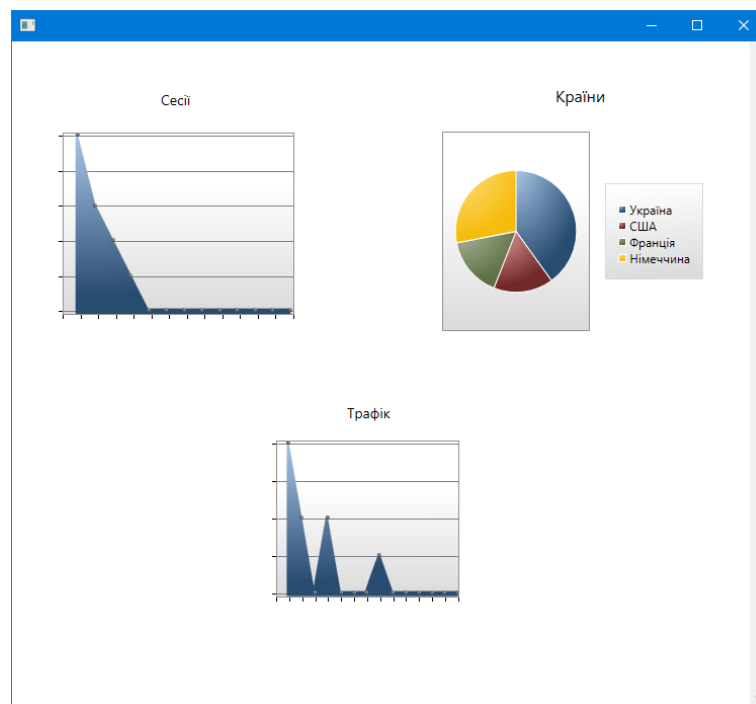 Сесії
Країни
Україна
США
Франція
Німеччина
Трафік